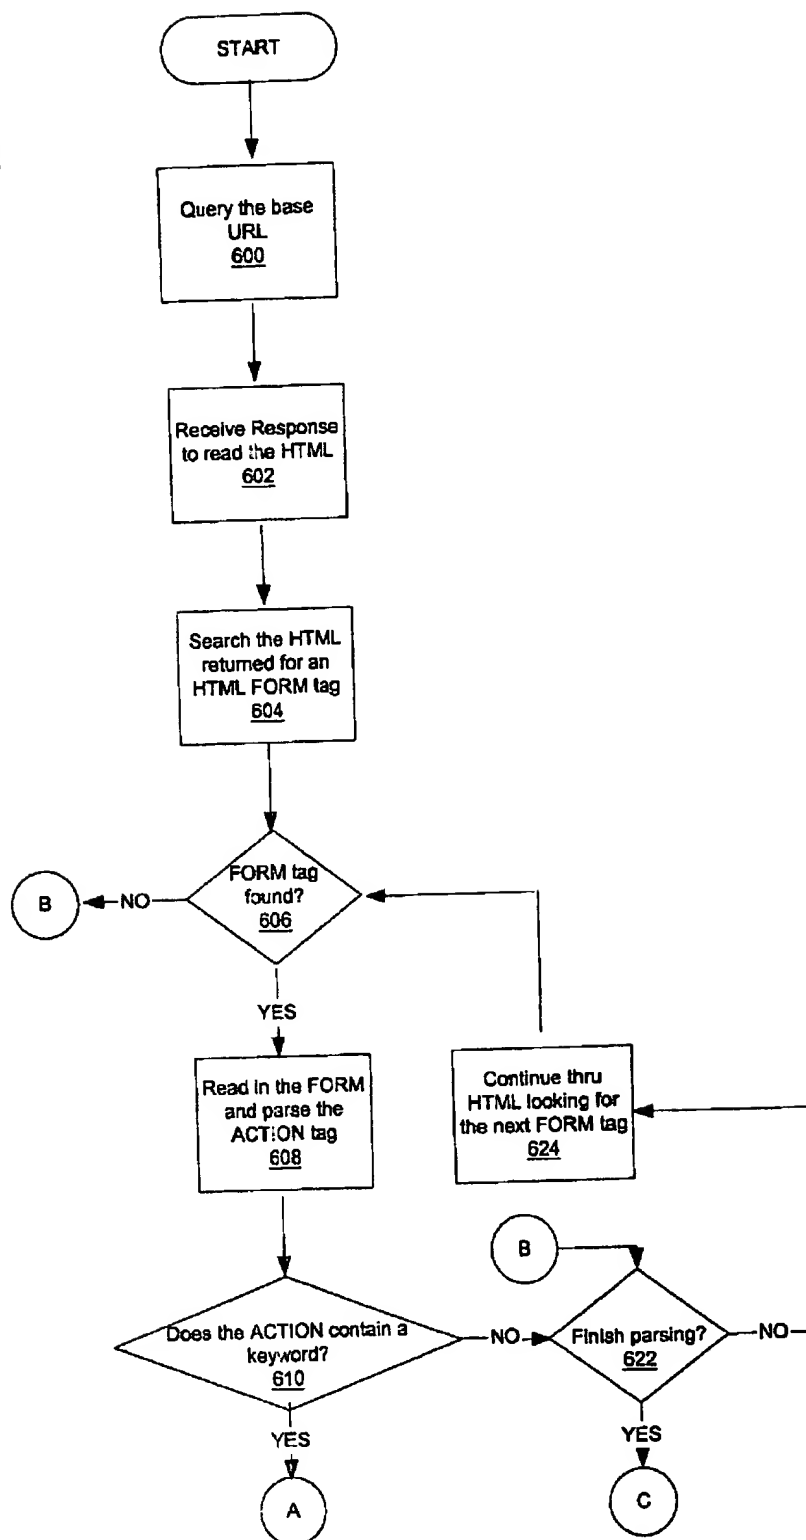 START
Query the base
URL
600
Receive Response
to read the HTML
602
Search the HTML
returned for an
HTML FORM tag
604
FORM tag
found?
606
NO
B
YES
Read in the FORM
and parse the
ACTION tag
608
Continue thru
HTML looking for
the next FORM tag
624
B
Does the ACTION contain a
keyword?
610
NO
Finish parsing?
622
NO
YES
A
YES
C